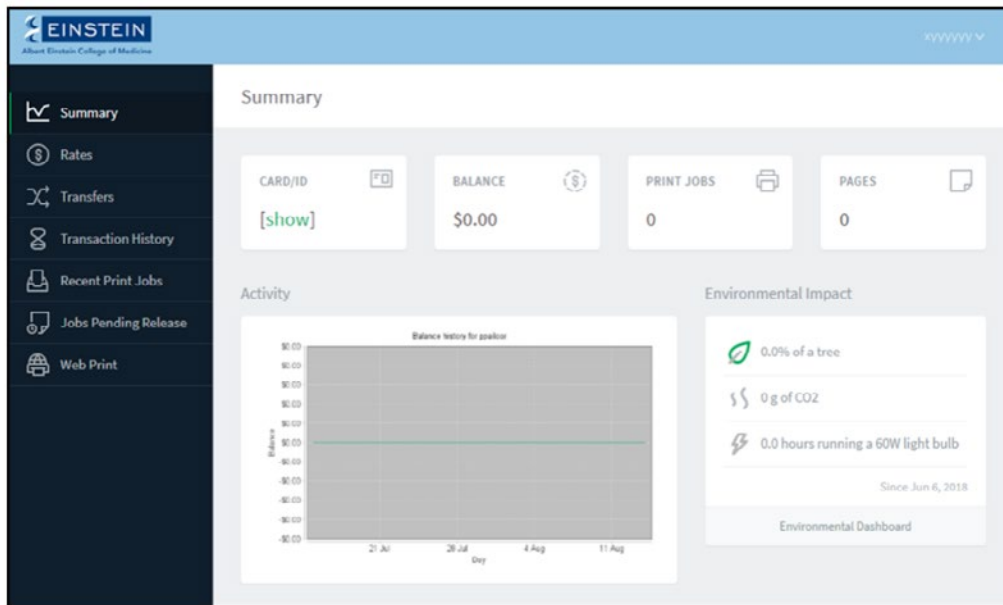 EINSTEIN
Albert Einstein College of Medicine
xyyyyyy
Summary
Rates
Transfers
Transaction History
Recent Print Jobs
Jobs Pending Release
Web Print
Summary
CARD/ID
[show]
BALANCE
$0.00
PRINT JOBS
0
PAGES
0
Activity
Balance history for ppailoor
$0.00
$0.00
$0.00
$0.00
$0.00
$0.00
-$0.00
-$0.00
-$0.00
-$0.00
-$0.00
Balance
21 Jul
28 Jul
4 Aug
11 Aug
Day
Environmental Impact
0.0% of a tree
0 g of CO2
0.0 hours running a 60W light bulb
Since Jun 6, 2018
Environmental Dashboard